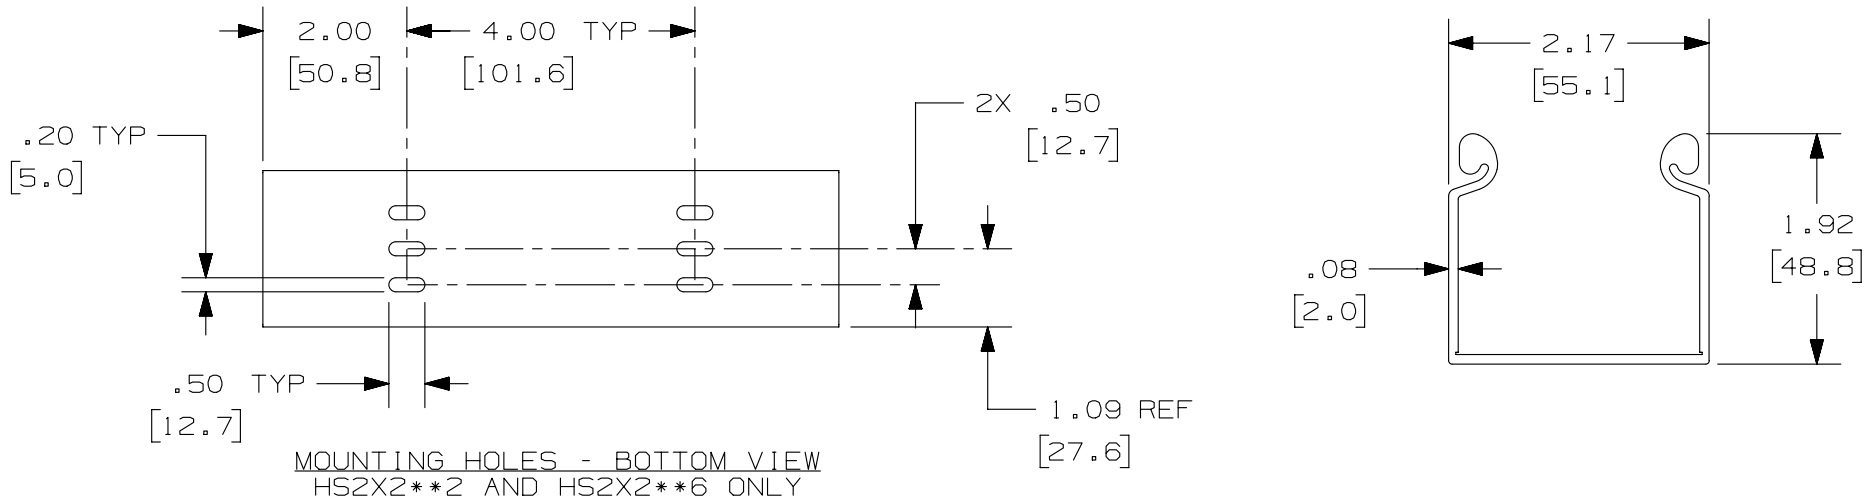 2.00
[50.8]
4.00 TYP
[101.6]
.20 TYP
[5.0]
2X .50
[12.7]
.50 TYP
[12.7]
1.09 REF
[27.6]
MOUNTING HOLES - BOTTOM VIEW
HS2X2**2 AND HS2X2**6 ONLY
2.17
[55.1]
1.92
[48.8]
.08
[2.0]